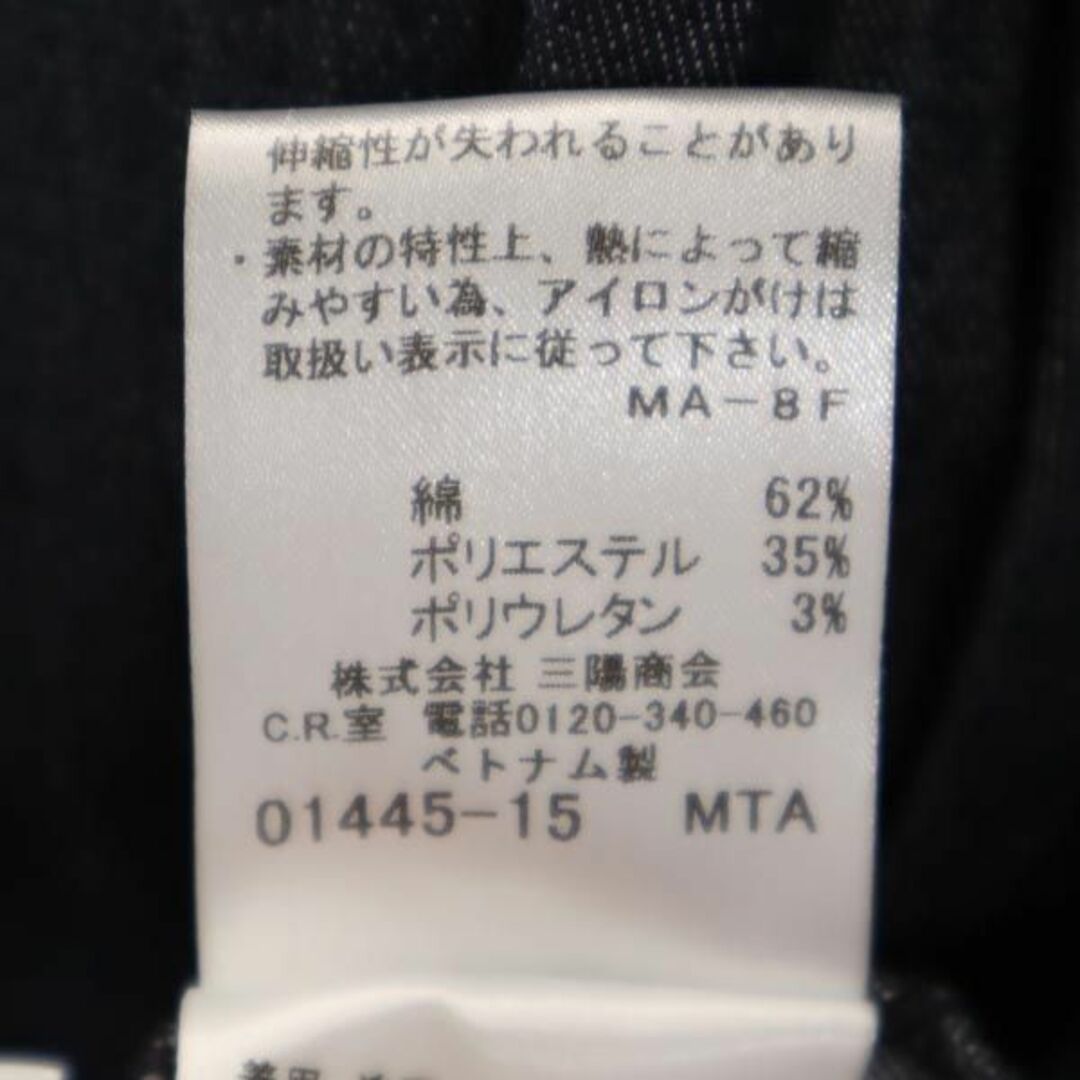 伸縮性が失われることがあり
ます。
・素材の特性上、熱によって縮
みやすい為、アイロンがけは
取扱い表示に従って下さい。
MA－8F
綿 62%
ポリエステル 35%
ポリウレタン 3%
株式会社 三陽商会
C.R.室 電話0120-340-460
ベトナム製
01445-15 MTA